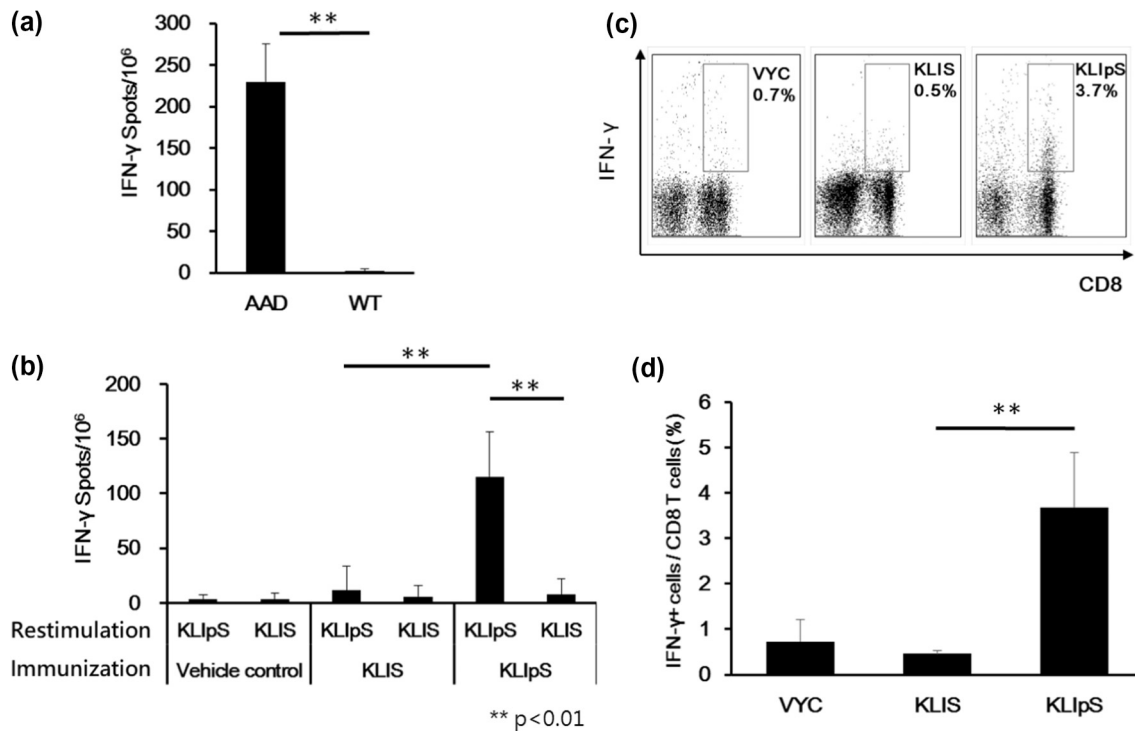 (a)
**
300
250
200
150
100
50
0
IFN-γ Spots/10⁶
AAD WT
(b)
**
**
200
150
100
50
0
IFN-γ Spots/10⁶
Restimulation KLIpS KLIS KLIpS KLIS KLIpS KLIS
Immunization Vehicle control KLIS KLIpS
** p<0.01
(c)
VYC
0.7%
KLIS
0.5%
KLIpS
3.7%
IFN- γ
CD8
(d)
**
6
5
4
3
2
1
0
IFN-γ+ cells / CD8 T cells (%)
VYC KLIS KLIpS